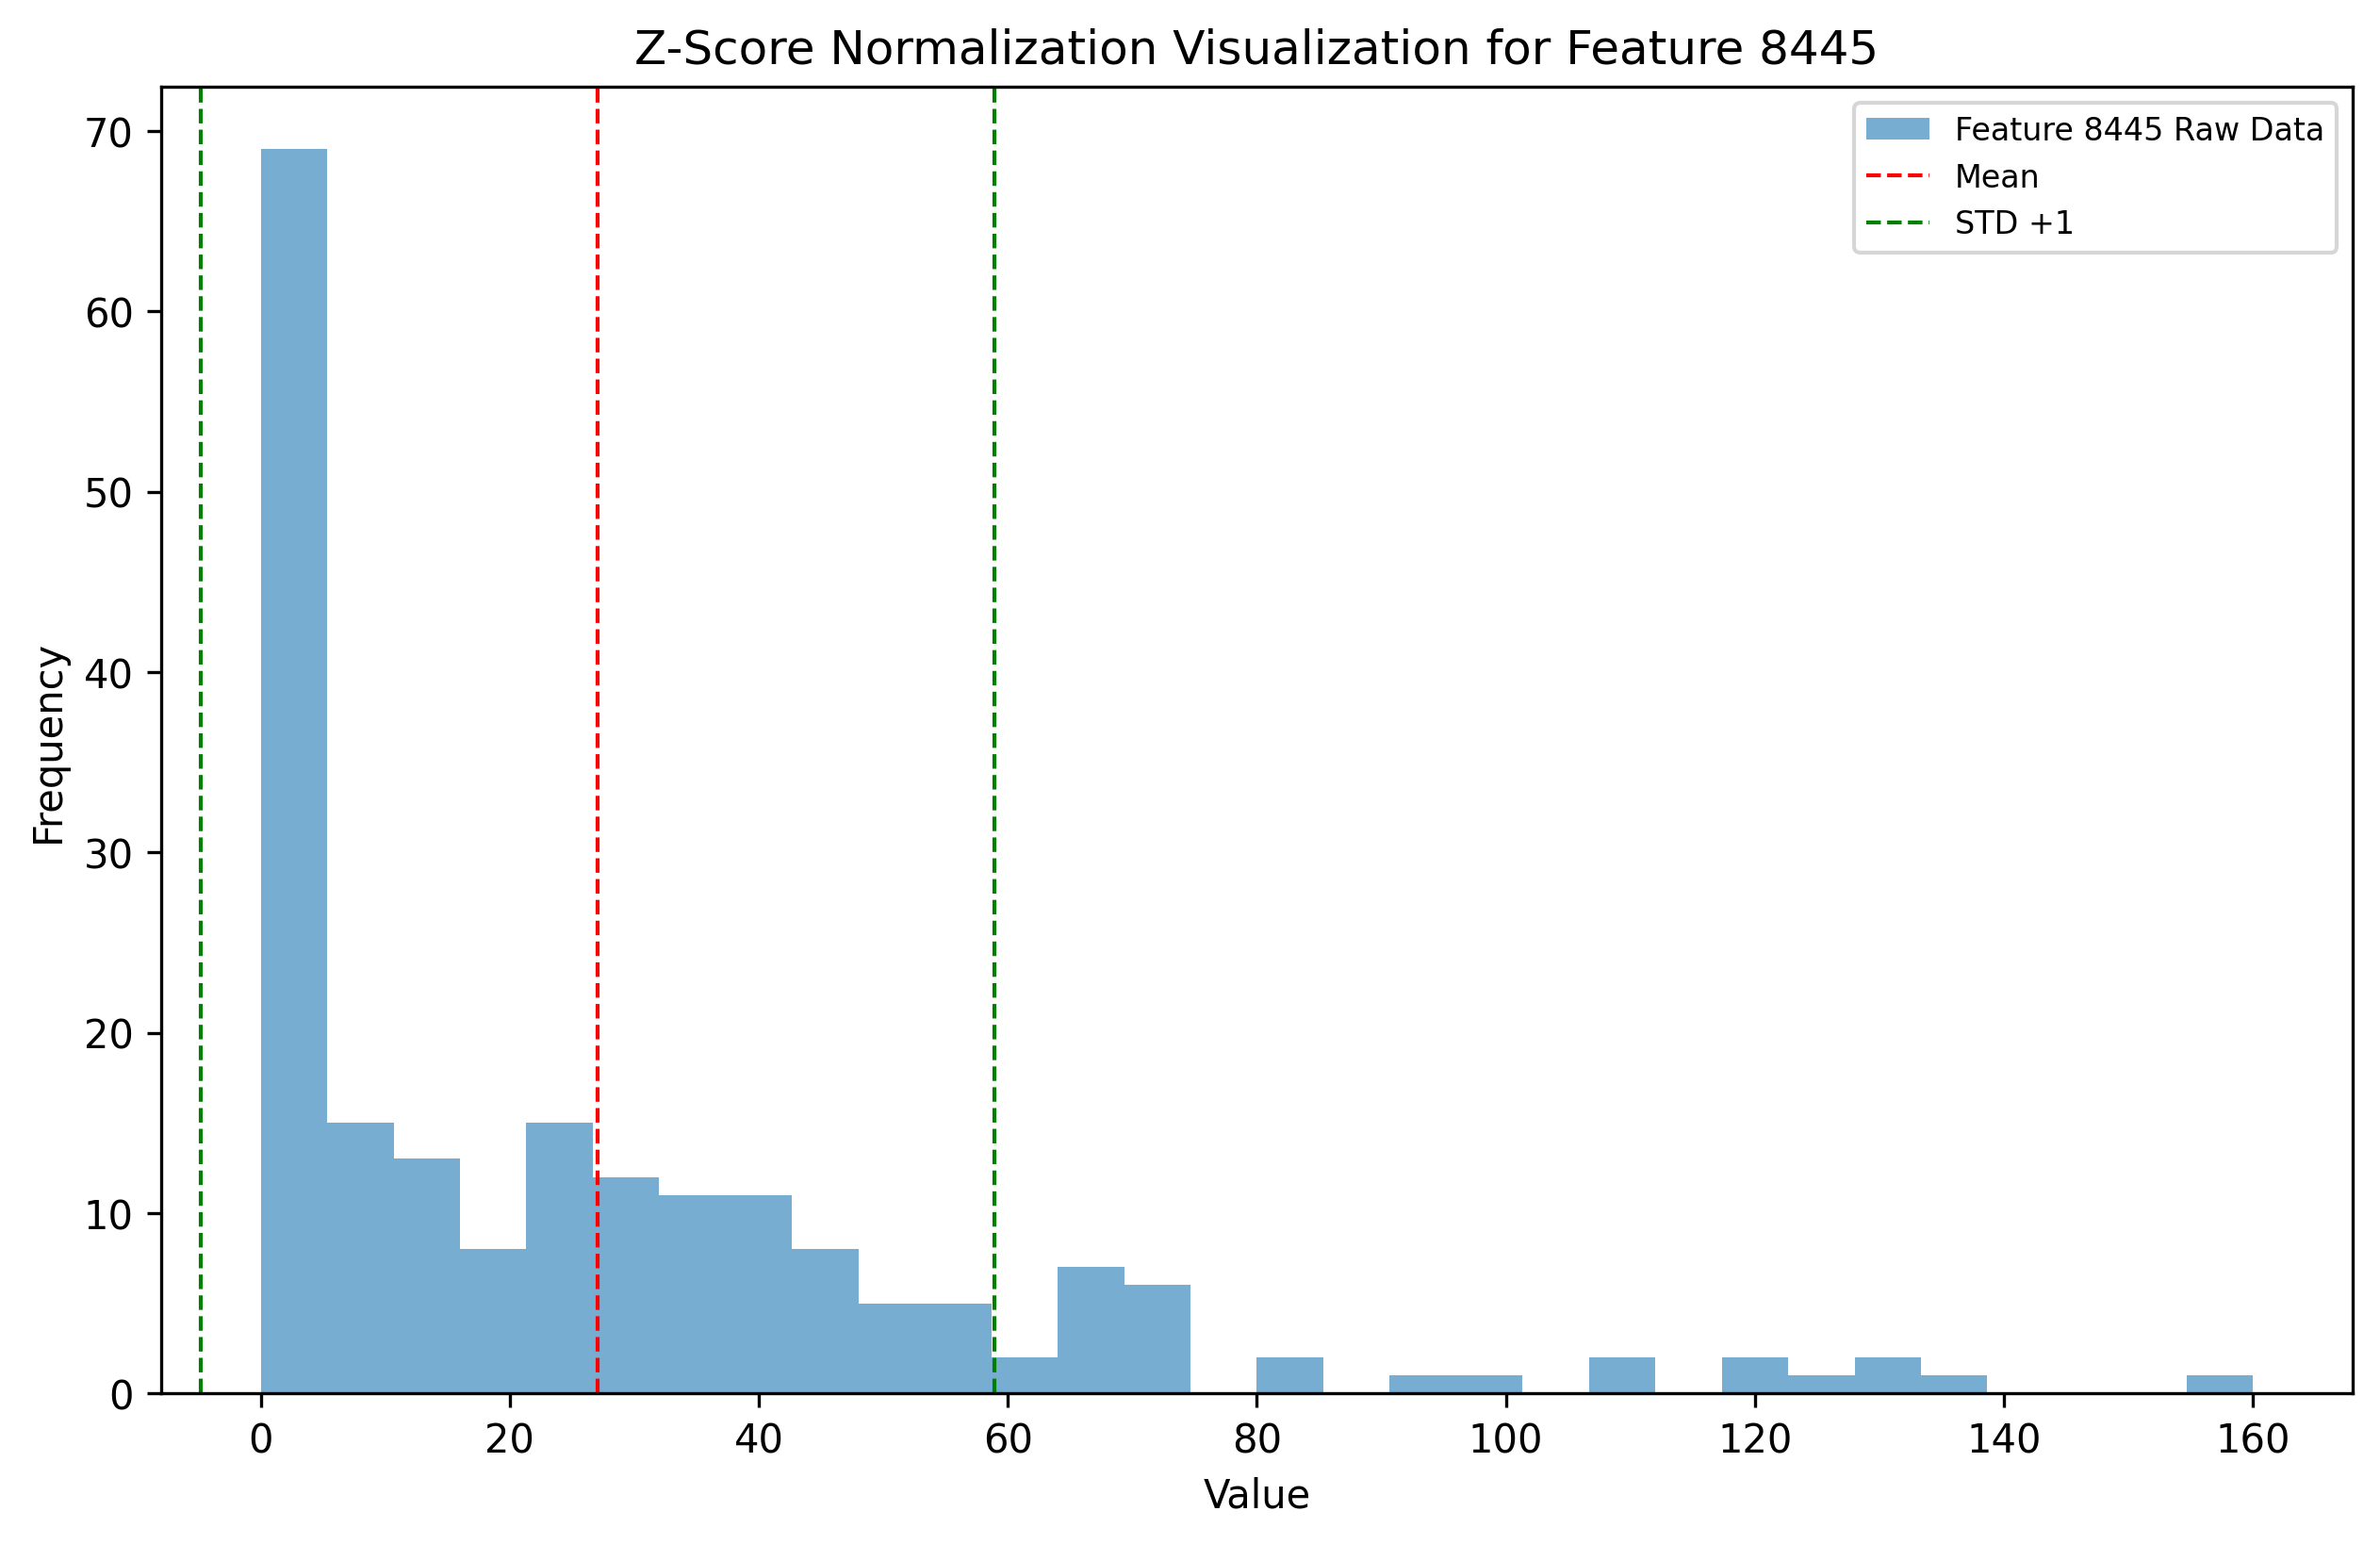 Z-Score Normalization Visualization for Feature 8445
Feature 8445 Raw Data
Mean
STD +1
70
60
50
40
30
20
10
0
Frequency
0 20 40 60 80 100 120 140 160
Value